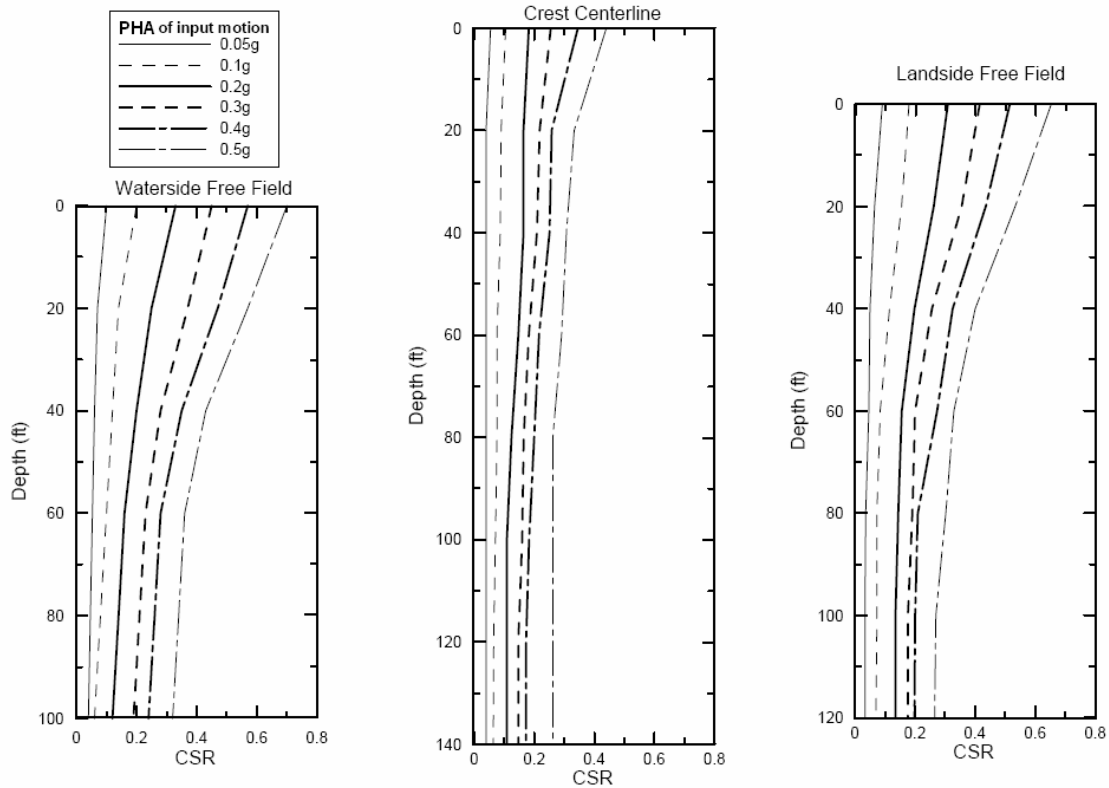 PHA of input motion
0.05g
0.1g
0.2g
0.3g
0.4g
0.5g
Waterside Free Field
0
20
40
60
80
100
Depth (ft)
0 0.2 0.4 0.6 0.8
CSR
Crest Centerline
0
20
40
60
80
100
120
140
Depth (ft)
0 0.2 0.4 0.6 0.8
CSR
Landside Free Field
0
20
40
60
80
100
120
Depth (ft)
0 0.2 0.4 0.6 0.8
CSR